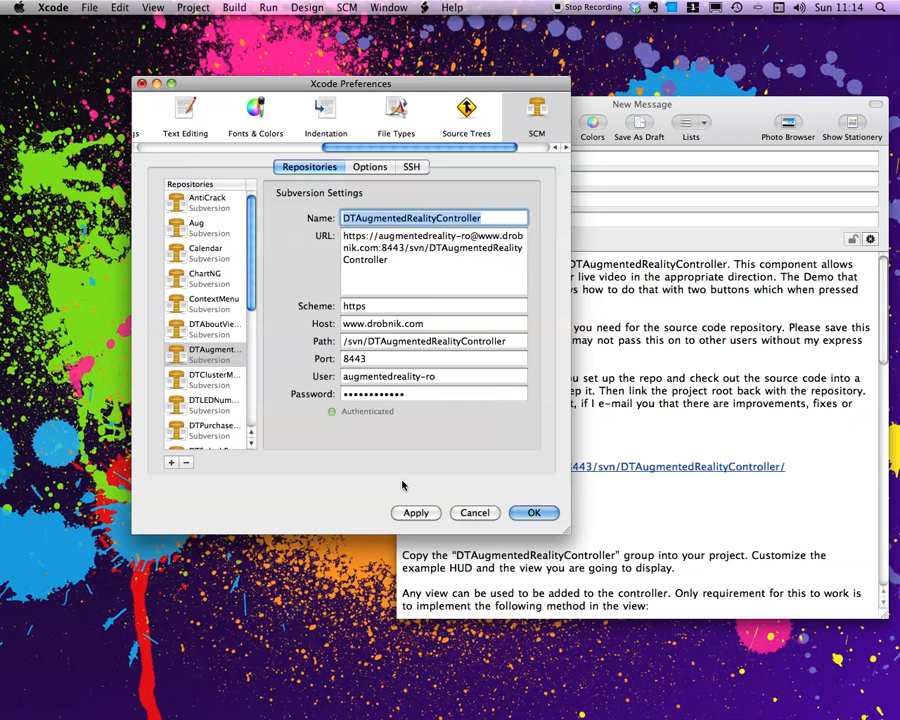 Xcode File Edit View Project Build Run Design SCM Window Help Stop Recording 1 Sun 11:14
Xcode Preferences
gs Text Editing Fonts & Colors Indentation File Types Source Trees SCM
Repositories Options SSH
Repositories
AntiCrack
Subversion
Aug
Subversion
Calendar
Subversion
ChartNG
Subversion
ContextMenu
Subversion
DTAboutVie...
Subversion
DTAugment...
Subversion
DTClusterM...
Subversion
DTLEDNum...
Subversion
DTPurchase...
Subversion
Subversion Settings
Name: DTAugmentedRealityController
URL: https://augmentedreality-ro@www.drob
nik.com:8443/svn/DTAugmentedReality
Controller
Scheme: https
Host: www.drobnik.com
Path: /svn/DTAugmentedRealityController
Port: 8443
User: augmentedreality-ro
Password: ••••••••••••
Authenticated
+ −
Apply Cancel OK
New Message
Colors Save As Draft Lists Photo Browser Show Stationery
DTAugmentedRealityController. This component allows
r live video in the appropriate direction. The Demo that
s how to do that with two buttons which when pressed
you need for the source code repository. Please save this
may not pass this on to other users without my express
u set up the repo and check out the source code into a
ep it. Then link the project root back with the repository.
t, if I e-mail you that there are improvements, fixes or
8443/svn/DTAugmentedRealityController/
Copy the "DTAugmentedRealityController" group into your project. Customize the
example HUD and the view you are going to display.
Any view can be used to be added to the controller. Only requirement for this to work is
to implement the following method in the view: